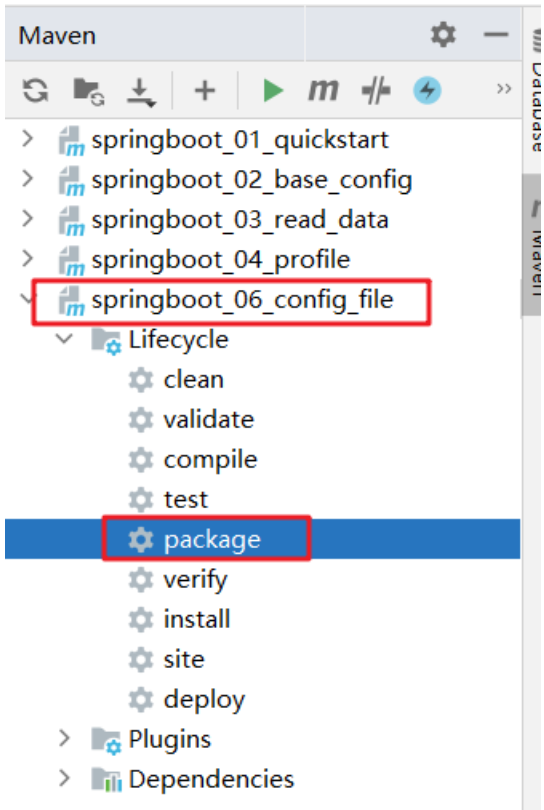 Maven
m
springboot_01_quickstart
springboot_02_base_config
springboot_03_read_data
springboot_04_profile
springboot_06_config_file
Lifecycle
clean
validate
compile
test
package
verify
install
site
deploy
Plugins
Dependencies
Database
Maven